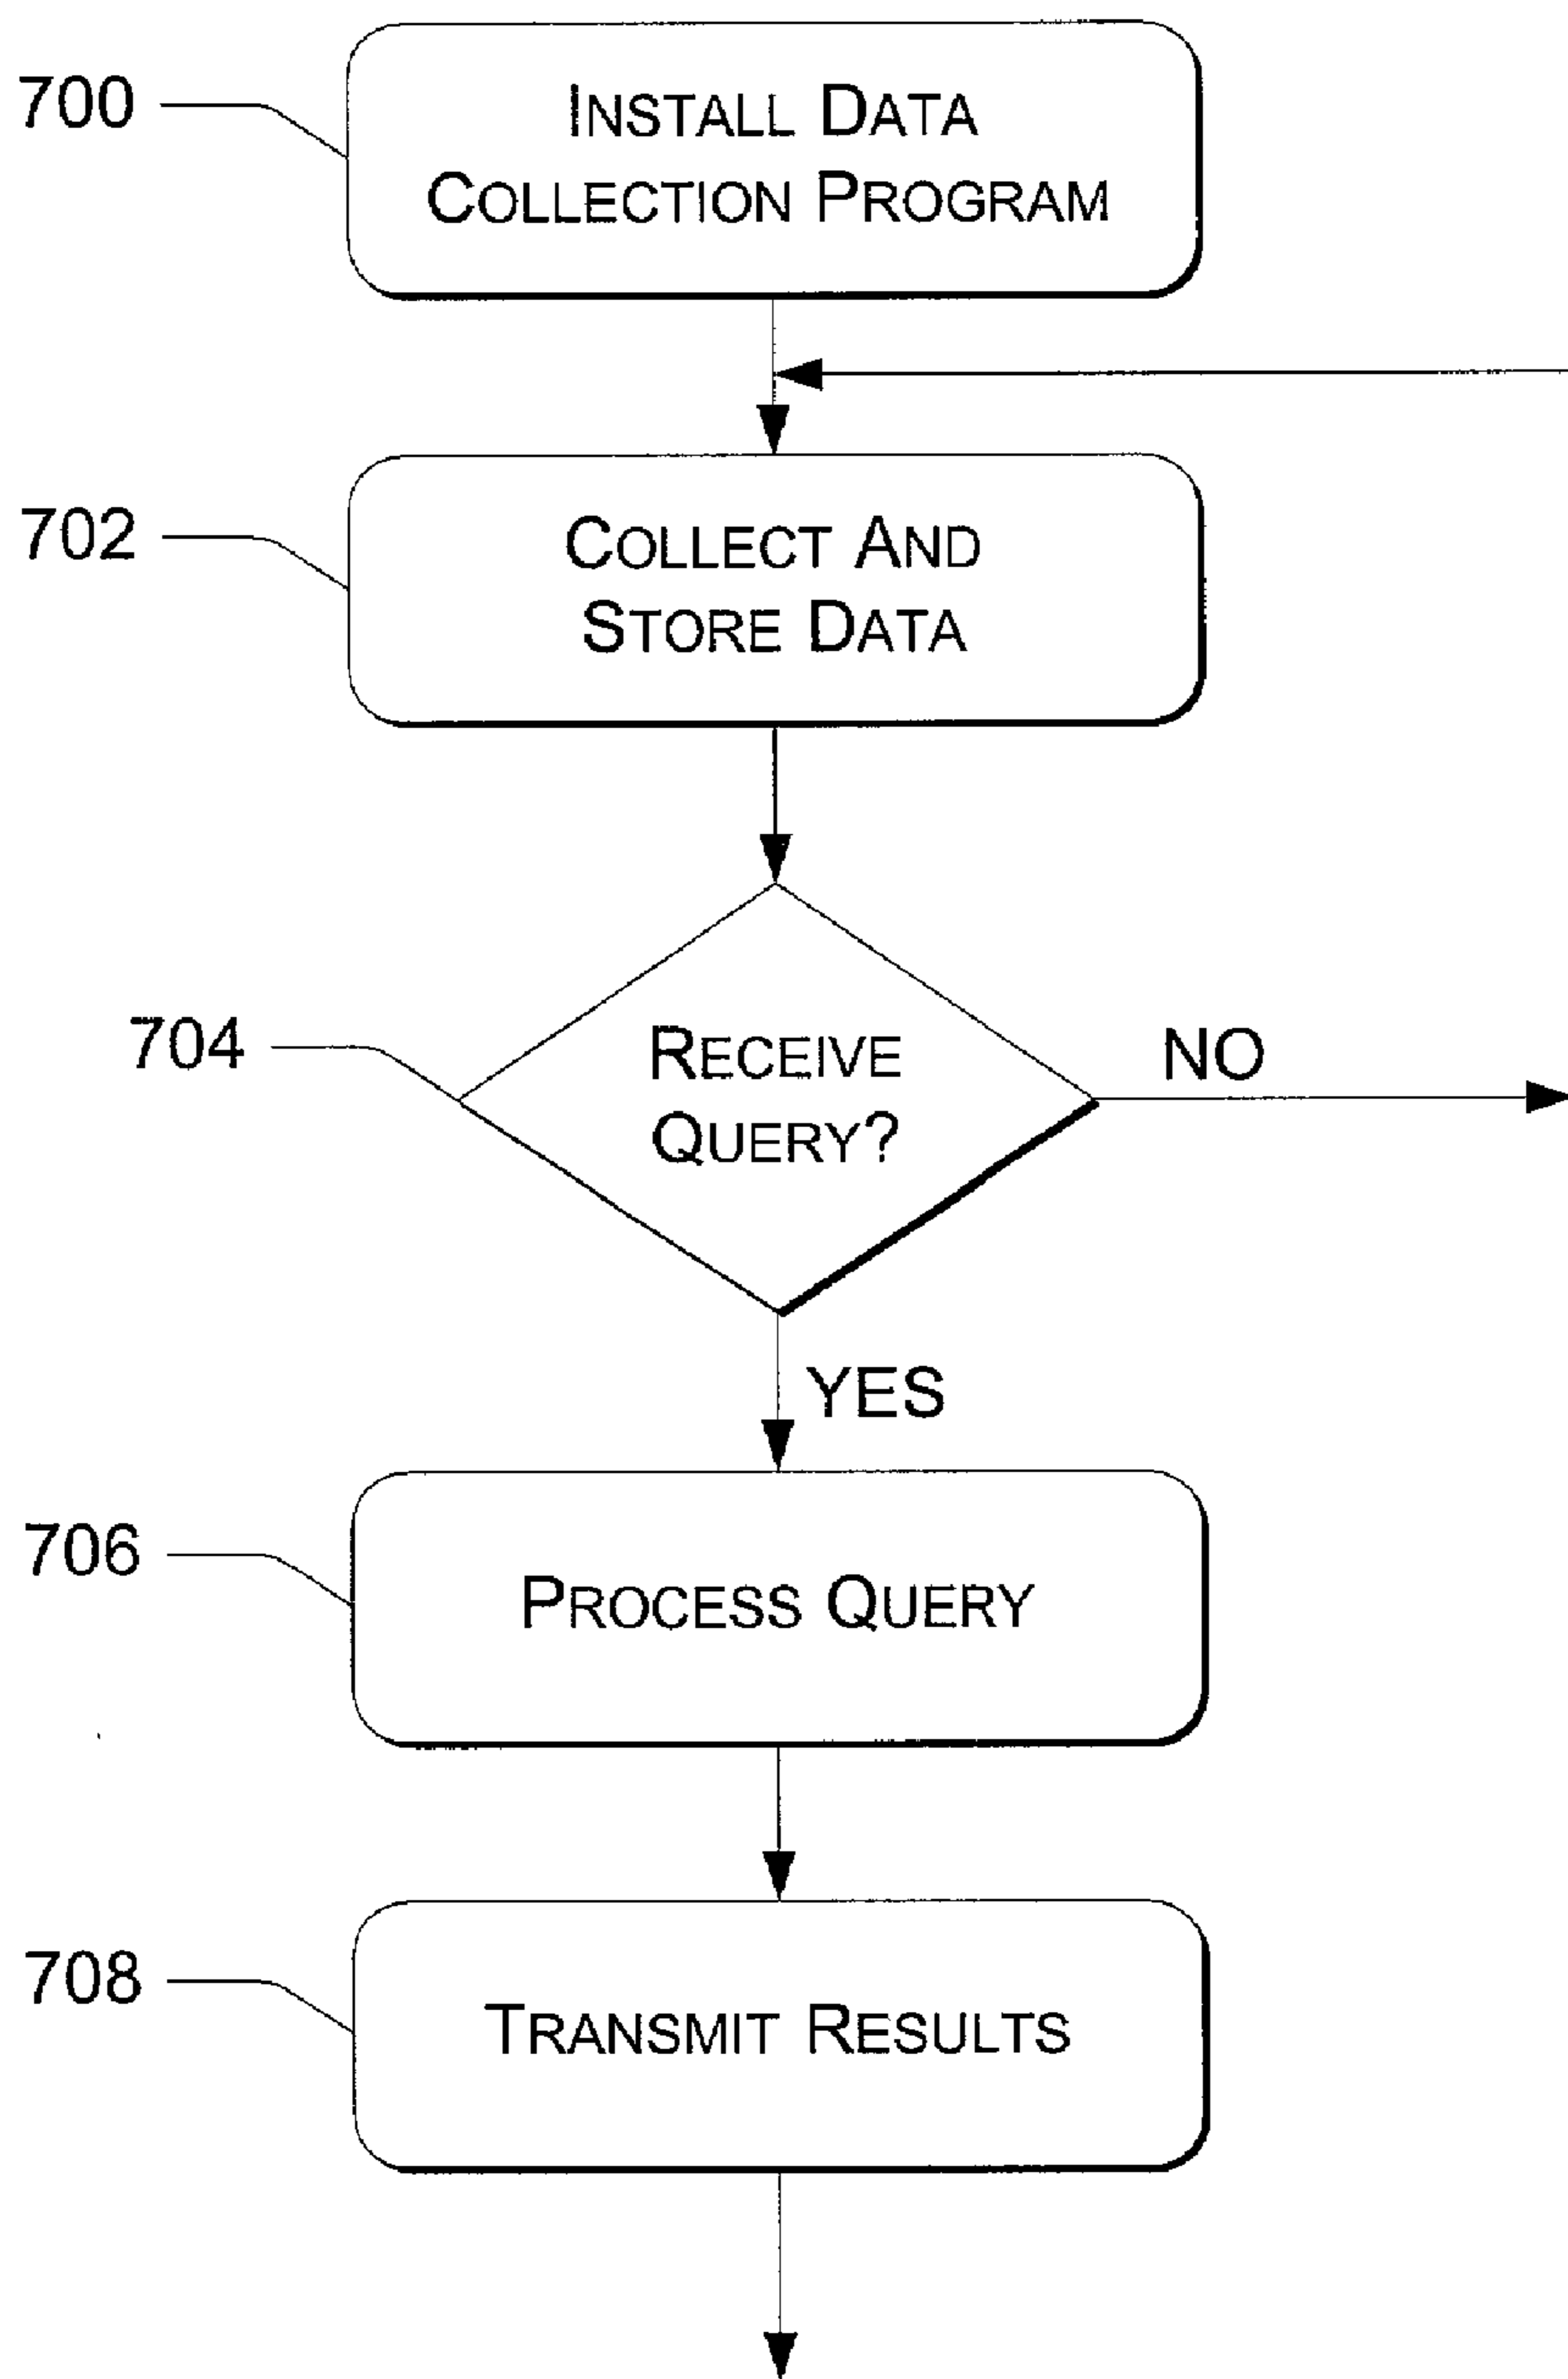 700
INSTALL DATA
COLLECTION PROGRAM
702
COLLECT AND
STORE DATA
704
RECEIVE
QUERY?
NO
YES
706
PROCESS QUERY
708
TRANSMIT RESULTS